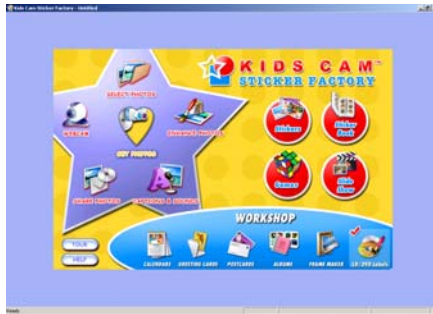 Kids Cam Sticker Factory - Untitled
KIDS CAM™
STICKER FACTORY
SELECT PHOTOS
WEBCAM
GET PHOTOS
ENHANCE PHOTOS
SHARE PHOTOS
CAPTIONS & SOUNDS
Stickers
Sticker
Book
Games
Slide
Show
WORKSHOP
TOUR
HELP
CALENDARS
GREETING CARDS
POSTCARDS
ALBUMS
FRAME MAKER
CD/DVD Labels
Ready